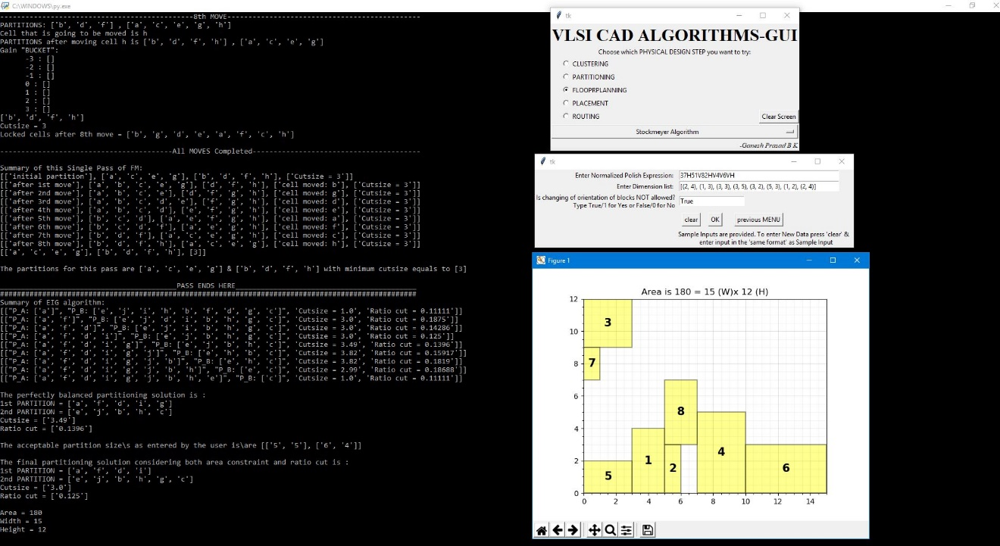 C:\WINDOWS\py.exe
---------------------------------------------8th MOVE---------------------------------------------
PARTITIONS: ['b', 'd', 'f'] , ['a', 'c', 'e', 'g', 'h']
Cell that is going to be moved is h
PARTITIONS after moving cell h is ['b', 'd', 'f', 'h'] , ['a', 'c', 'e', 'g']
Gain "BUCKET":
-3 : []
-2 : []
-1 : []
0 : []
1 : []
2 : []
3 : []
['b', 'd', 'f', 'h']
Cutsize = 3
Locked cells after 8th move = ['b', 'g', 'd', 'e', 'a', 'f', 'c', 'h']
----------------------------------------All MOVES Completed----------------------------------------
Summary of this Single Pass of FM:
[['initial partition'], ['a', 'c', 'e', 'g'], ['b', 'd', 'f', 'h'], ['Cutsize = 3']]
[['after 1st move'], ['a', 'b', 'c', 'e', 'g'], ['d', 'f', 'h'], ['cell moved: b'], ['Cutsize = 3']]
[['after 2nd move'], ['a', 'b', 'c', 'e'], ['d', 'f', 'g', 'h'], ['cell moved: g'], ['Cutsize = 3']]
[['after 3rd move'], ['a', 'b', 'c', 'd', 'e'], ['f', 'g', 'h'], ['cell moved: d'], ['Cutsize = 3']]
[['after 4th move'], ['a', 'b', 'c', 'd'], ['e', 'f', 'g', 'h'], ['cell moved: e'], ['Cutsize = 3']]
[['after 5th move'], ['b', 'c', 'd'], ['a', 'e', 'f', 'g', 'h'], ['cell moved: a'], ['Cutsize = 3']]
[['after 6th move'], ['b', 'c', 'd', 'f'], ['a', 'e', 'g', 'h'], ['cell moved: f'], ['Cutsize = 3']]
[['after 7th move'], ['b', 'd', 'f'], ['a', 'c', 'e', 'g', 'h'], ['cell moved: c'], ['Cutsize = 3']]
[['after 8th move'], ['b', 'd', 'f', 'h'], ['a', 'c', 'e', 'g'], ['cell moved: h'], ['Cutsize = 3']]
[['a', 'c', 'e', 'g'], ['b', 'd', 'f', 'h'], [3]]
The partitions for this pass are ['a', 'c', 'e', 'g'] & ['b', 'd', 'f', 'h'] with minimum cutsize equals to [3]
_________________________________________PASS ENDS HERE__________________________________________
##################################################################################################
Summary of EIG algorithm:
[["P_A: ['a']", "P_B: ['e', 'j', 'i', 'h', 'b', 'f', 'd', 'g', 'c']", 'Cutsize = 1.0', 'Ratio cut = 0.11111']]
[["P_A: ['a', 'f']", "P_B: ['e', 'j', 'd', 'i', 'b', 'h', 'g', 'c']", 'Cutsize = 3.0', 'Ratio cut = 0.1875']]
[["P_A: ['a', 'f', 'd']", "P_B: ['e', 'j', 'i', 'b', 'h', 'g', 'c']", 'Cutsize = 3.0', 'Ratio cut = 0.14286']]
[["P_A: ['a', 'f', 'd', 'i']", "P_B: ['e', 'j', 'b', 'h', 'g', 'c']", 'Cutsize = 3.0', 'Ratio cut = 0.125']]
[["P_A: ['a', 'f', 'd', 'i', 'g']", "P_B: ['e', 'j', 'b', 'h', 'c']", 'Cutsize = 3.49', 'Ratio cut = 0.1396']]
[["P_A: ['a', 'f', 'd', 'i', 'g', 'j']", "P_B: ['e', 'h', 'b', 'c']", 'Cutsize = 3.82', 'Ratio cut = 0.15917']]
[["P_A: ['a', 'f', 'd', 'i', 'g', 'j', 'b']", "P_B: ['e', 'h', 'c']", 'Cutsize = 3.82', 'Ratio cut = 0.1819']]
[["P_A: ['a', 'f', 'd', 'i', 'g', 'j', 'b', 'h']", "P_B: ['e', 'c']", 'Cutsize = 2.99', 'Ratio cut = 0.18688']]
[["P_A: ['a', 'f', 'd', 'i', 'g', 'j', 'b', 'h', 'e']", "P_B: ['c']", 'Cutsize = 1.0', 'Ratio cut = 0.11111']]
The perfectly balanced partitioning solution is :
1st PARTITION = ['a', 'f', 'd', 'i', 'g']
2nd PARTITION = ['e', 'j', 'b', 'h', 'c']
Cutsize = ['3.49']
Ratio cut = ['0.1396']
The acceptable partition size\s as entered by the user is\are [['5', '5'], ['6', '4']]
The final partitioning solution considering both area constraint and ratio cut is :
1st PARTITION = ['a', 'f', 'd', 'i']
2nd PARTITION = ['e', 'j', 'b', 'h', 'g', 'c']
Cutsize = ['3.0']
Ratio cut = ['0.125']
Area = 180
Width = 15
Height = 12
tk
VLSI CAD ALGORITHMS-GUI
Choose which PHYSICAL DESIGN STEP you want to try:
CLUSTERING
PARTITIONING
FLOOPRPLANNING
PLACEMENT
ROUTING
Clear Screen
Stockmeyer Algorithm
-Ganesh Prasad B K
tk
Enter Normalized Polish Expression: 37H51V82HV4V6VH
Enter Dimension list: [(2, 4), (1, 3), (3, 3), (3, 5), (3, 2), (5, 3), (1, 2), (2, 4)]
Is changing of orientation of blocks NOT allowed?
Type True/1 for Yes or False/0 for No
True
clear OK previous MENU
Sample Inputs are provided. To enter New Data press 'clear' &
enter input in the 'same format' as Sample Input
Figure 1
Area is 180 = 15 (W)x 12 (H)
12
10
8
6
4
2
0
3
7
8
1
4
5
2
6
0 2 4 6 8 10 12 14